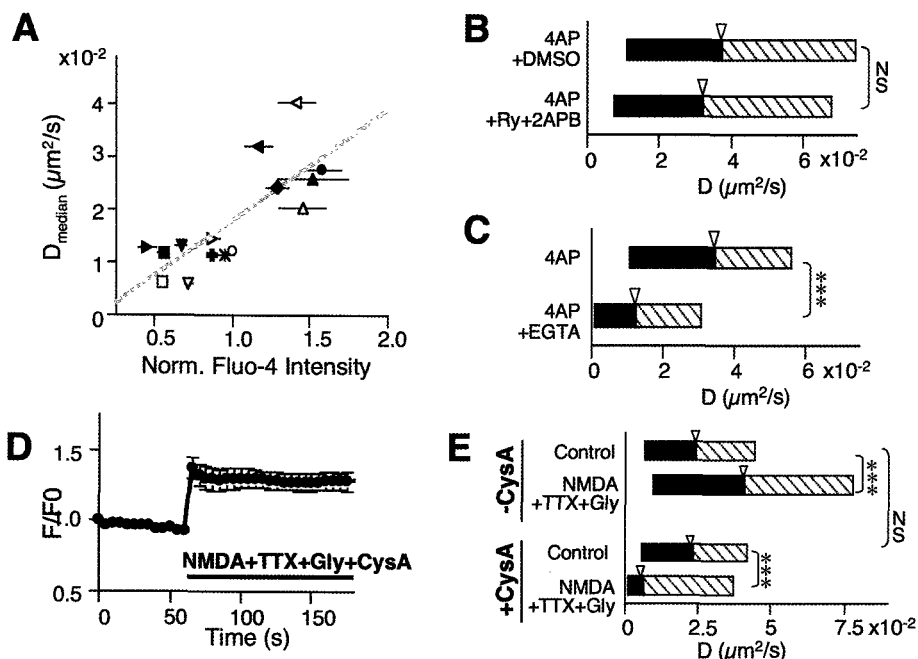 A
x10-2
4
3
2
1
0
Dmedian (µm2/s)
0.5
1.0
1.5
2.0
Norm. Fluo-4 Intensity
B
4AP
+DMSO
4AP
+Ry+2APB
NS
0
2
4
6
x10-2
D (µm2/s)
C
4AP
4AP
+EGTA
***
0
2
4
6
x10-2
D (µm2/s)
D
1.5
1.0
0.5
F/F0
NMDA+TTX+Gly+CysA
0
50
100
150
Time (s)
E
-CysA
Control
NMDA
+TTX+Gly
***
NS
+CysA
Control
NMDA
+TTX+Gly
***
0
2.5
5
7.5
x10-2
D (µm2/s)